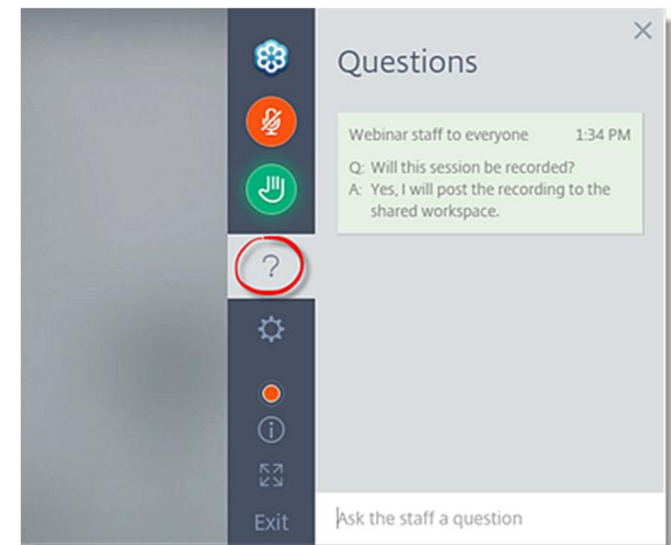 Questions
Webinar staff to everyone 1:34 PM
Q: Will this session be recorded?
A: Yes, I will post the recording to the
shared workspace.
?
Exit
Ask the staff a question